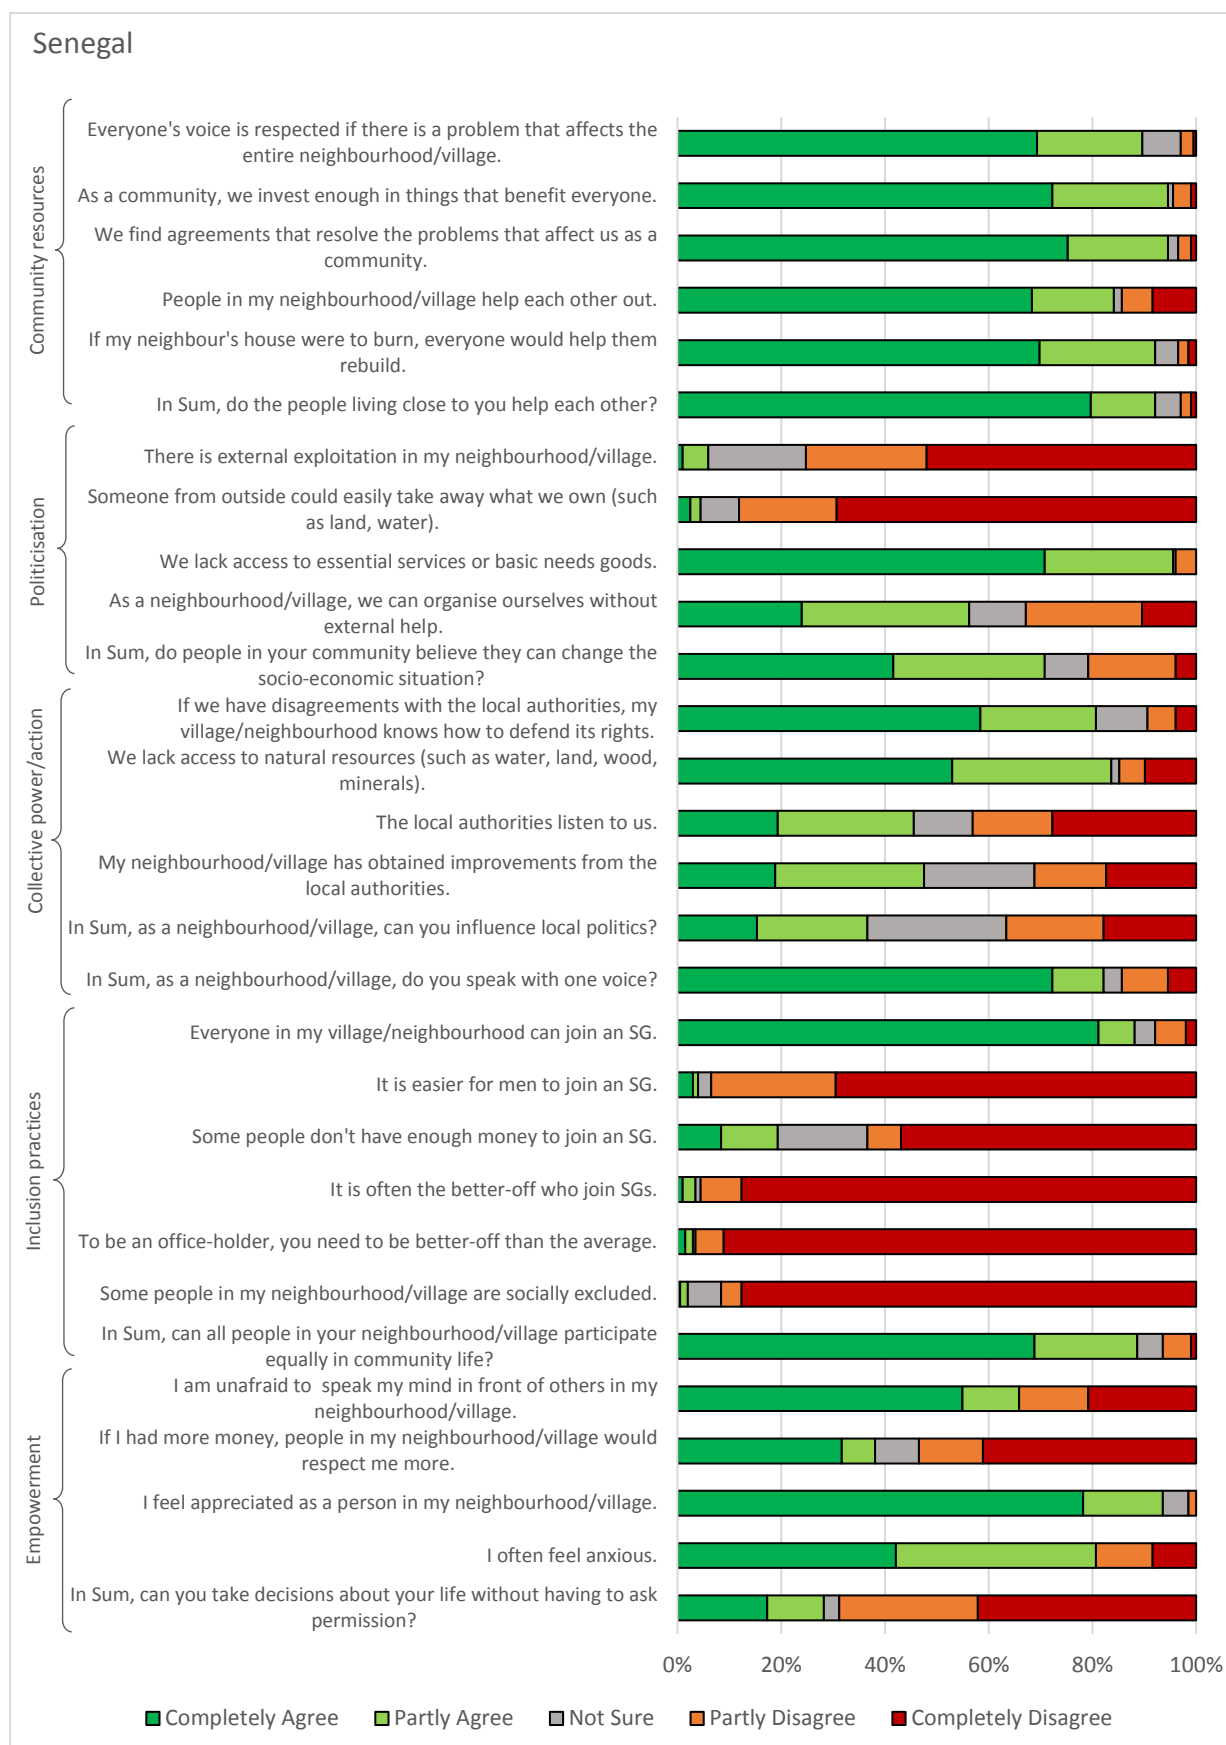 Senegal
Community resources
Everyone's voice is respected if there is a problem that affects the
entire neighbourhood/village.
As a community, we invest enough in things that benefit everyone.
We find agreements that resolve the problems that affect us as a
community.
People in my neighbourhood/village help each other out.
If my neighbour's house were to burn, everyone would help them
rebuild.
In Sum, do the people living close to you help each other?
Politicisation
There is external exploitation in my neighbourhood/village.
Someone from outside could easily take away what we own (such
as land, water).
We lack access to essential services or basic needs goods.
As a neighbourhood/village, we can organise ourselves without
external help.
In Sum, do people in your community believe they can change the
socio-economic situation?
Collective power/action
If we have disagreements with the local authorities, my
village/neighbourhood knows how to defend its rights.
We lack access to natural resources (such as water, land, wood,
minerals).
The local authorities listen to us.
My neighbourhood/village has obtained improvements from the
local authorities.
In Sum, as a neighbourhood/village, can you influence local politics?
In Sum, as a neighbourhood/village, do you speak with one voice?
Inclusion practices
Everyone in my village/neighbourhood can join an SG.
It is easier for men to join an SG.
Some people don't have enough money to join an SG.
It is often the better-off who join SGs.
To be an office-holder, you need to be better-off than the average.
Some people in my neighbourhood/village are socially excluded.
In Sum, can all people in your neighbourhood/village participate
equally in community life?
Empowerment
I am unafraid to speak my mind in front of others in my
neighbourhood/village.
If I had more money, people in my neighbourhood/village would
respect me more.
I feel appreciated as a person in my neighbourhood/village.
I often feel anxious.
In Sum, can you take decisions about your life without having to ask
permission?
0% 20% 40% 60% 80% 100%
Completely Agree Partly Agree Not Sure Partly Disagree Completely Disagree